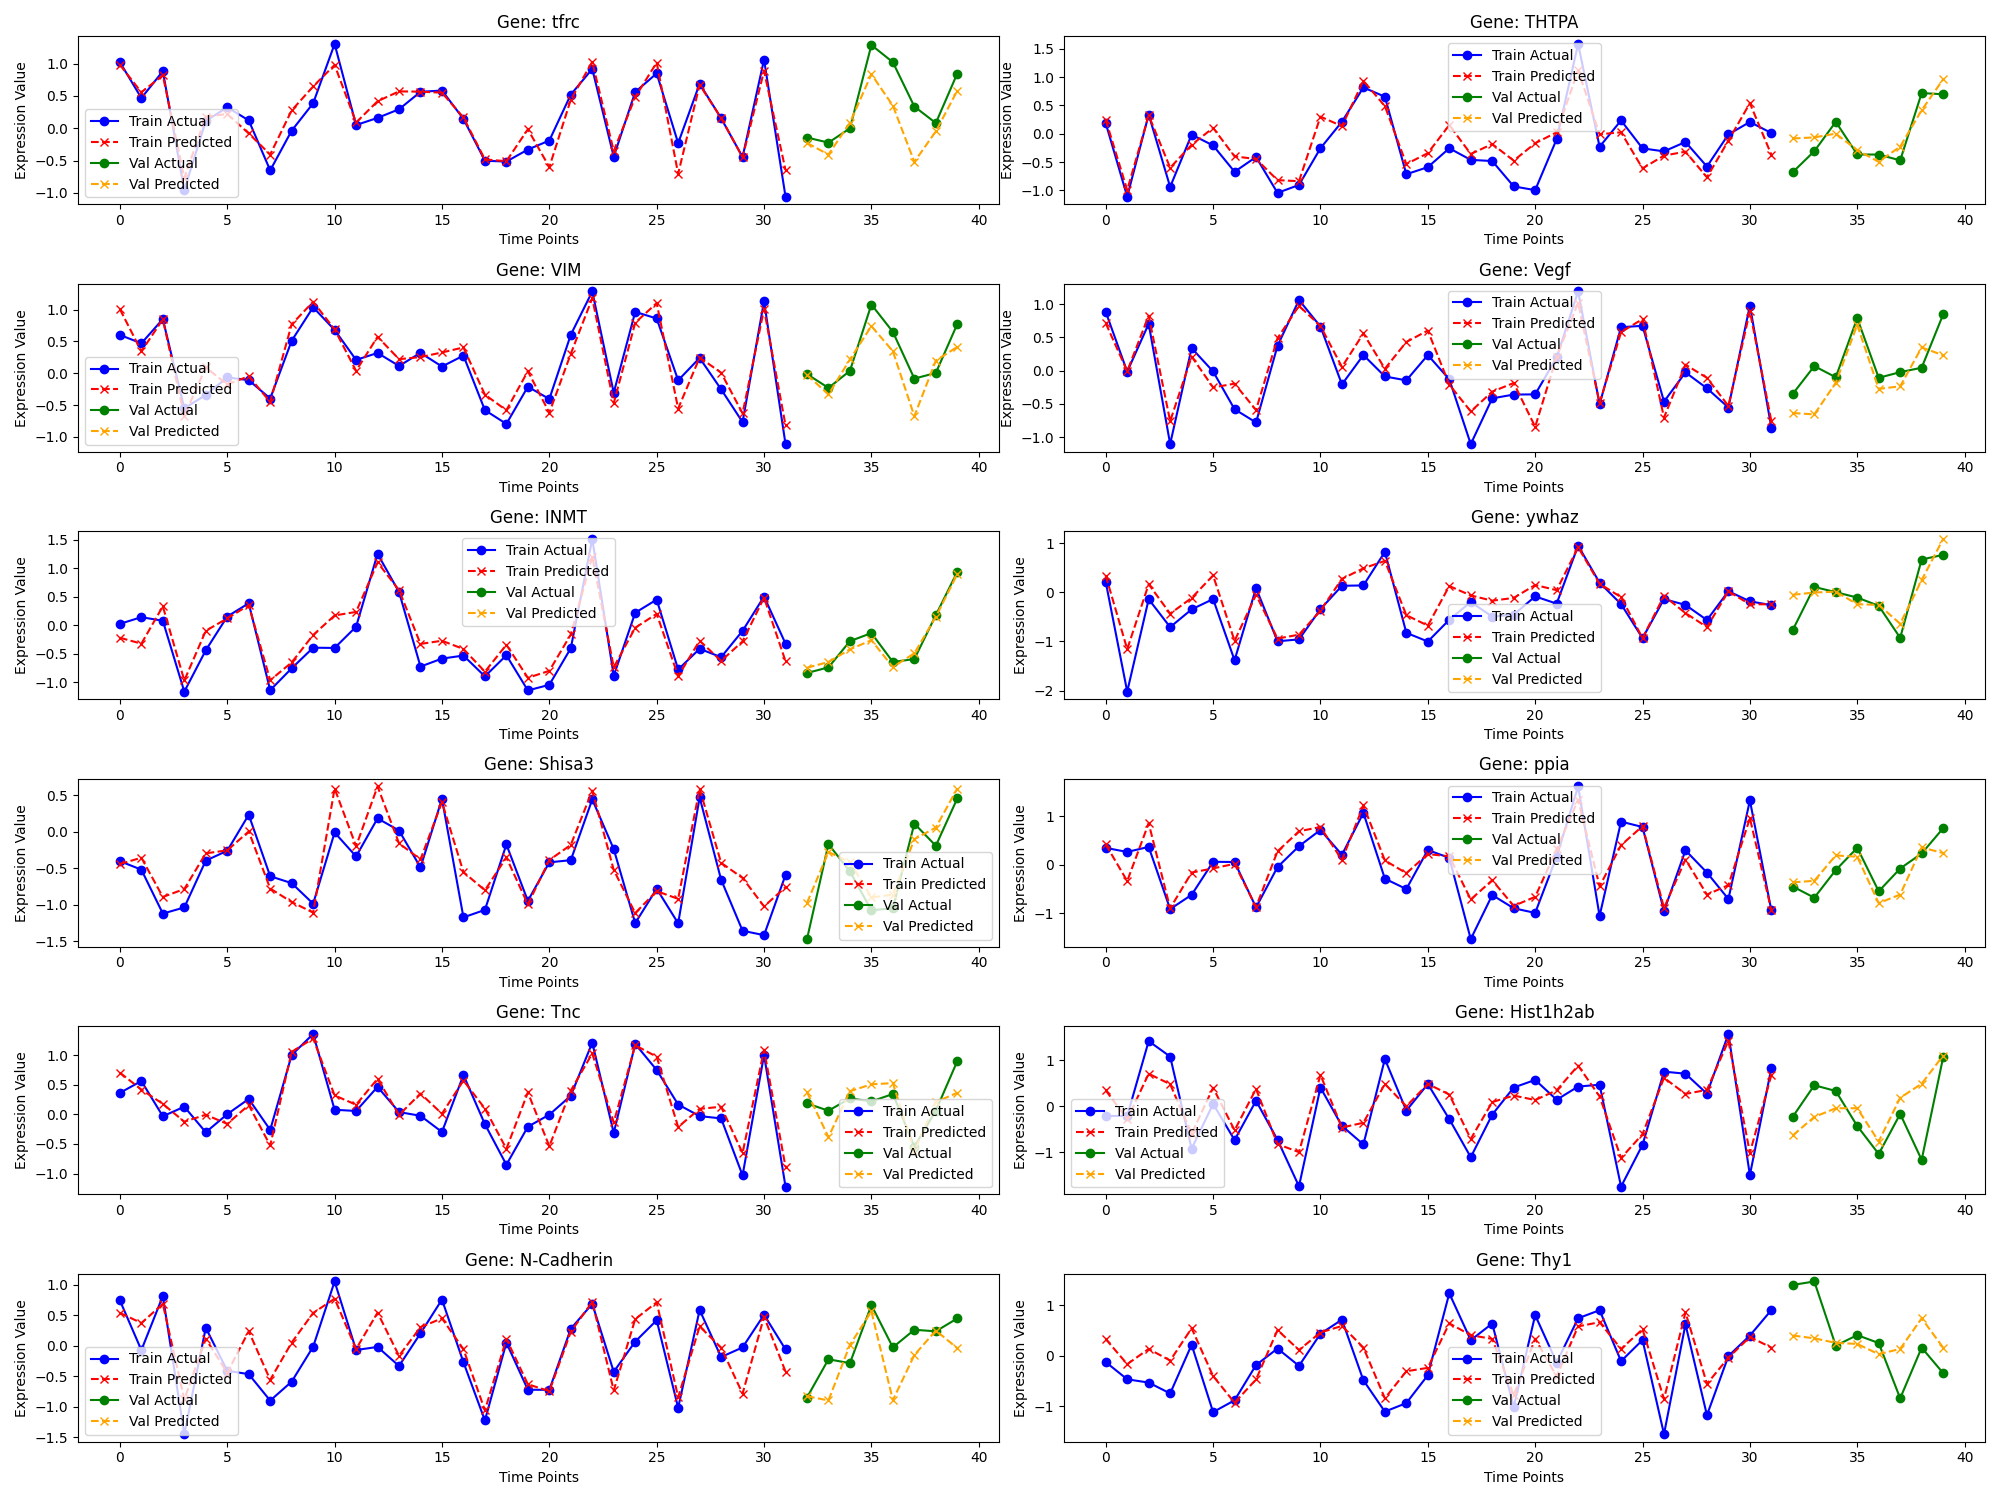 Gene: tfrc
Expression Value
1.0
0.5
0.0
−0.5
−1.0
Train Actual
Train Predicted
Val Actual
Val Predicted
0 5 10 15 20 25 30 35 40
Time Points
Gene: THTPA
Expression Value
1.5
1.0
0.5
0.0
−0.5
−1.0
Train Actual
Train Predicted
Val Actual
Val Predicted
0 5 10 15 20 25 30 35 40
Time Points
Gene: VIM
Expression Value
1.0
0.5
0.0
−0.5
−1.0
Train Actual
Train Predicted
Val Actual
Val Predicted
0 5 10 15 20 25 30 35 40
Time Points
Gene: Vegf
Expression Value
1.0
0.5
0.0
−0.5
−1.0
Train Actual
Train Predicted
Val Actual
Val Predicted
0 5 10 15 20 25 30 35 40
Time Points
Gene: INMT
Expression Value
1.5
1.0
0.5
0.0
−0.5
−1.0
Train Actual
Train Predicted
Val Actual
Val Predicted
0 5 10 15 20 25 30 35 40
Time Points
Gene: ywhaz
Expression Value
1
0
−1
−2
Train Actual
Train Predicted
Val Actual
Val Predicted
0 5 10 15 20 25 30 35 40
Time Points
Gene: Shisa3
Expression Value
0.5
0.0
−0.5
−1.0
−1.5
Train Actual
Train Predicted
Val Actual
Val Predicted
0 5 10 15 20 25 30 35 40
Time Points
Gene: ppia
Expression Value
1
0
−1
Train Actual
Train Predicted
Val Actual
Val Predicted
0 5 10 15 20 25 30 35 40
Time Points
Gene: Tnc
Expression Value
1.0
0.5
0.0
−0.5
−1.0
Train Actual
Train Predicted
Val Actual
Val Predicted
0 5 10 15 20 25 30 35 40
Time Points
Gene: Hist1h2ab
Expression Value
1
0
−1
Train Actual
Train Predicted
Val Actual
Val Predicted
0 5 10 15 20 25 30 35 40
Time Points
Gene: N-Cadherin
Expression Value
1.0
0.5
0.0
−0.5
−1.0
−1.5
Train Actual
Train Predicted
Val Actual
Val Predicted
0 5 10 15 20 25 30 35 40
Time Points
Gene: Thy1
Expression Value
1
0
−1
Train Actual
Train Predicted
Val Actual
Val Predicted
0 5 10 15 20 25 30 35 40
Time Points